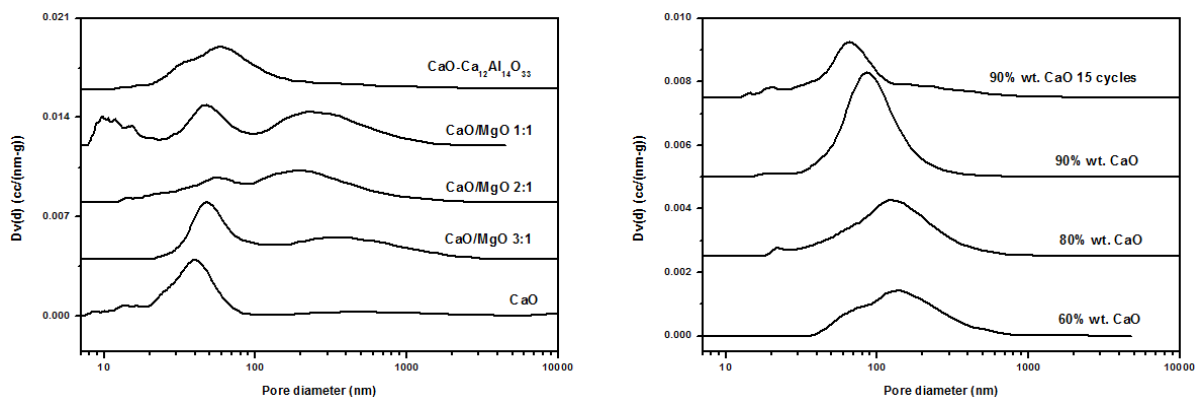 0.021
0.014
0.007
0.000
Dv(d) (cc/(nm-g))
CaO-Ca12Al14O33
CaO/MgO 1:1
CaO/MgO 2:1
CaO/MgO 3:1
CaO
10
100
1000
10000
Pore diameter (nm)
0.010
0.008
0.006
0.004
0.002
0.000
Dv(d) (cc/(nm-g))
90% wt. CaO 15 cycles
90% wt. CaO
80% wt. CaO
60% wt. CaO
10
100
1000
10000
Pore diameter (nm)